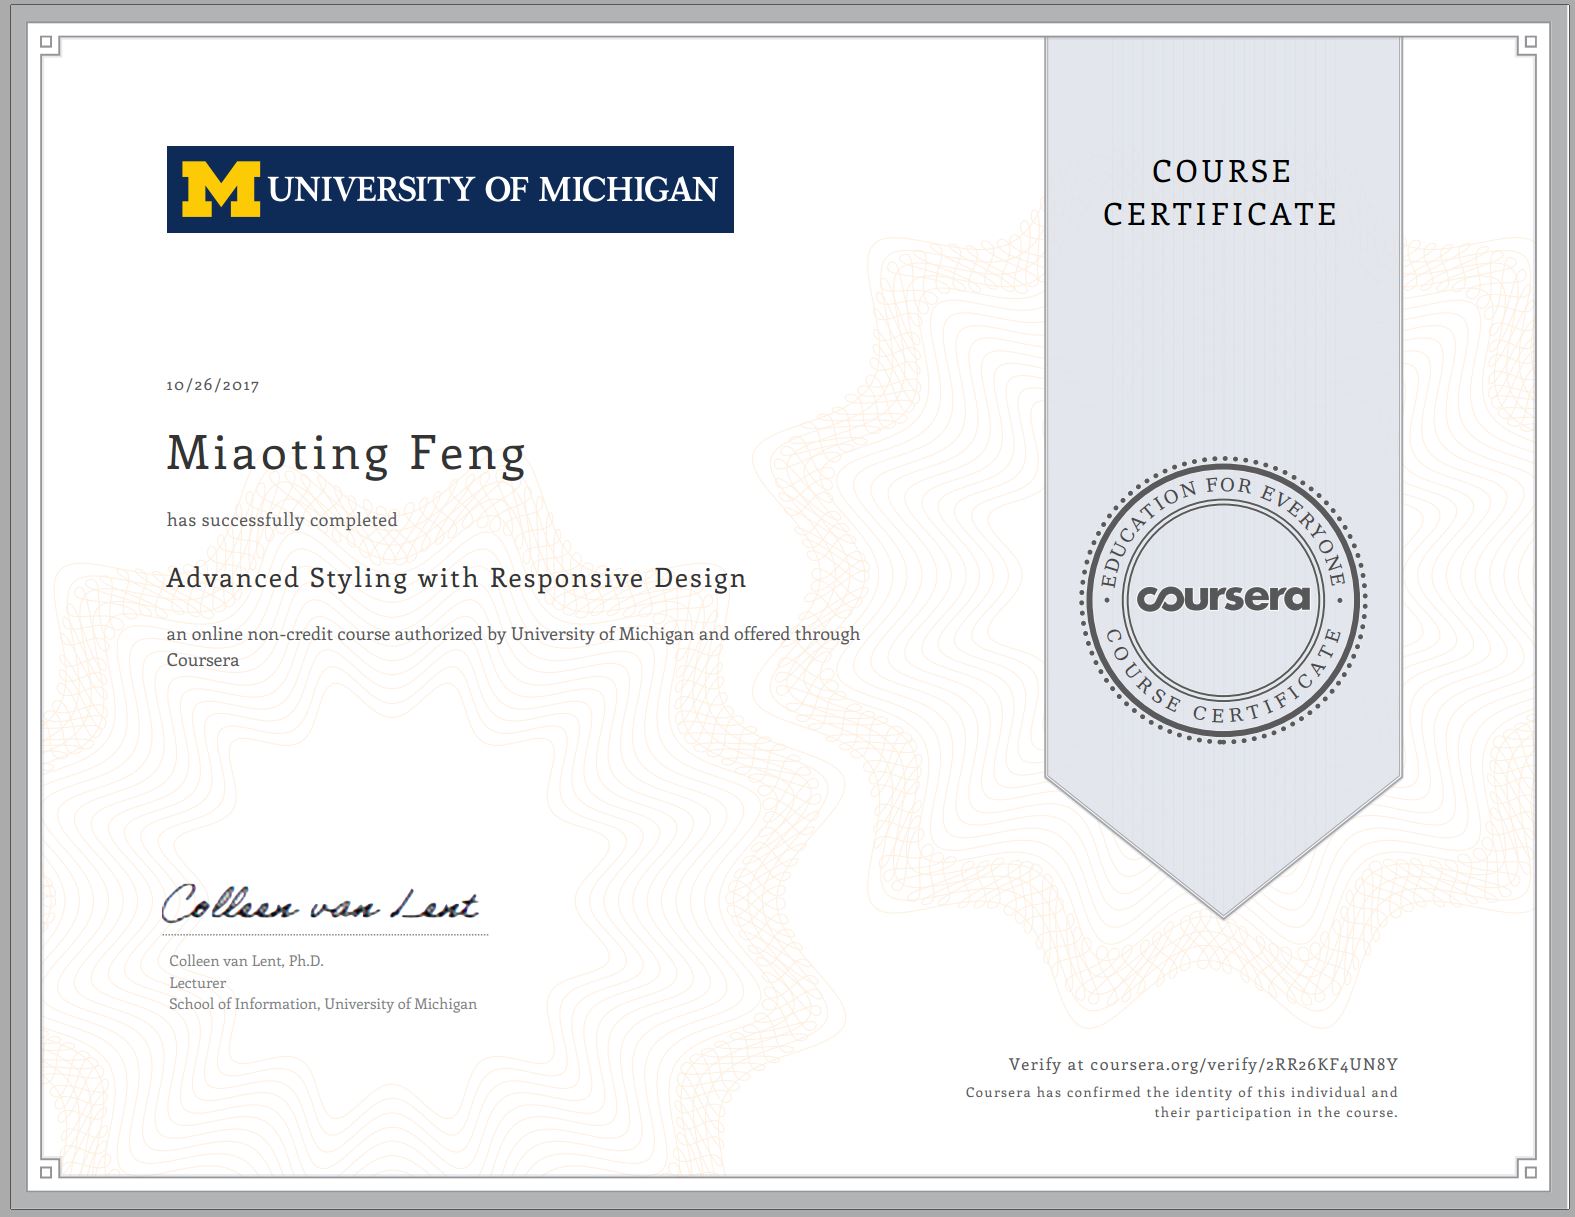 M UNIVERSITY OF MICHIGAN
COURSE
CERTIFICATE
10/26/2017
Miaoting Feng
has successfully completed
Advanced Styling with Responsive Design
an online non-credit course authorized by University of Michigan and offered through
Coursera
EDUCATION FOR EVERYONE
coursera
COURSE CERTIFICATE
Colleen van Lent
Colleen van Lent, Ph.D.
Lecturer
School of Information, University of Michigan
Verify at coursera.org/verify/2RR26KF4UN8Y
Coursera has confirmed the identity of this individual and
their participation in the course.